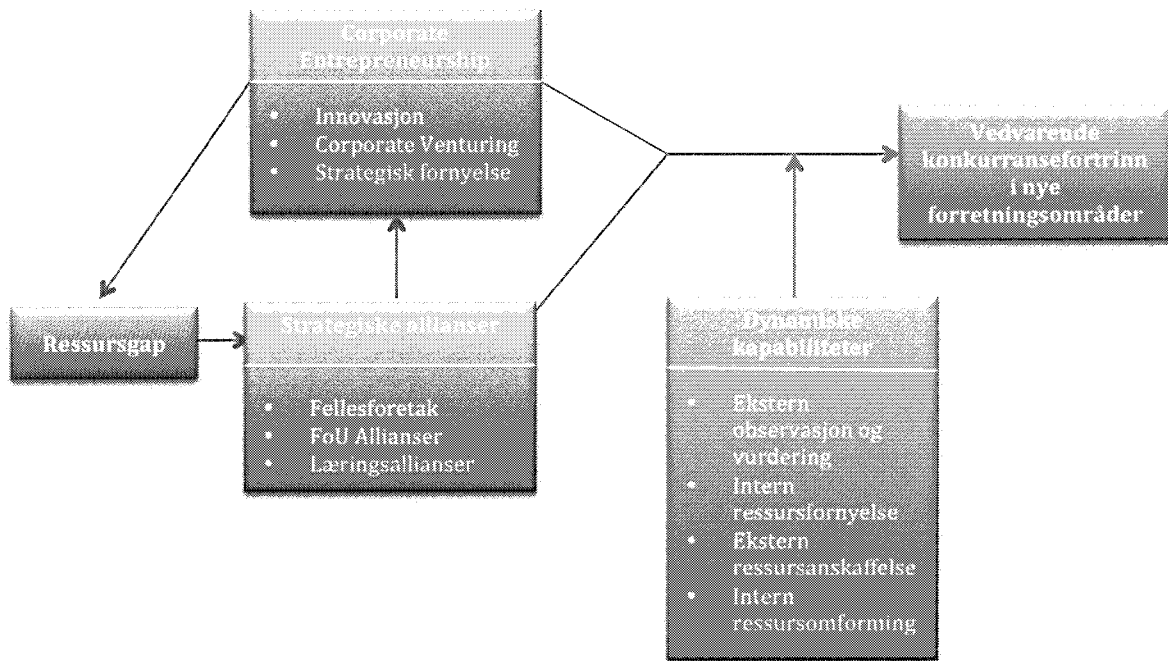 Corporate
Entrepreneurship
• Innovasjon
• Corporate Venturing
• Strategisk fornyelse
Vedvarende
konkurransefortrinn
i nye
forretningsområder
Ressursgap
Strategiske allianser
• Fellesforetak
• FoU Allianser
• Læringsallianser
Dynamiske
kapabiliteter
• Ekstern
observasjon og
vurdering
• Intern
ressursfornyelse
• Ekstern
ressursanskaffelse
• Intern
ressursomforming